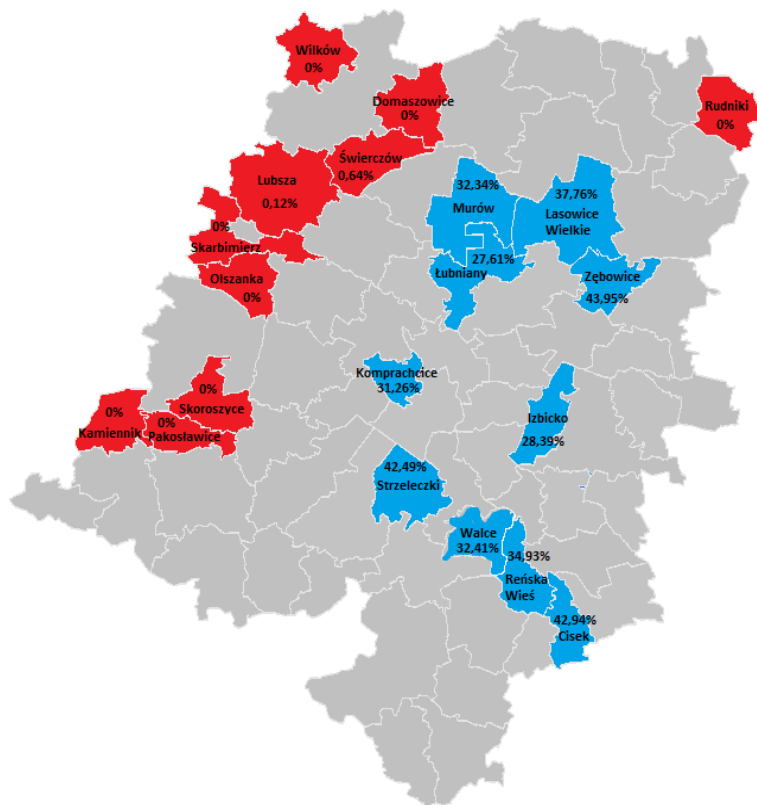 Wilków
0%
Domaszowice
0%
Rudniki
0%
Świerczów
0,64%
Lubsza
0,12%
0%
Skarbimierz
Olszanka
0%
32,34%
Murów
37,76%
Lasowice
Wielkie
27,61%
Łubniany
Zębowice
43,95%
Komprachcice
31,26%
0%
Skoroszyce
0%
Kamiennik
0%
Pakosławice
Izbicko
28,39%
42,49%
Strzeleczki
Walce
32,41%
34,93%
Reńska
Wieś
42,94%
Cisek